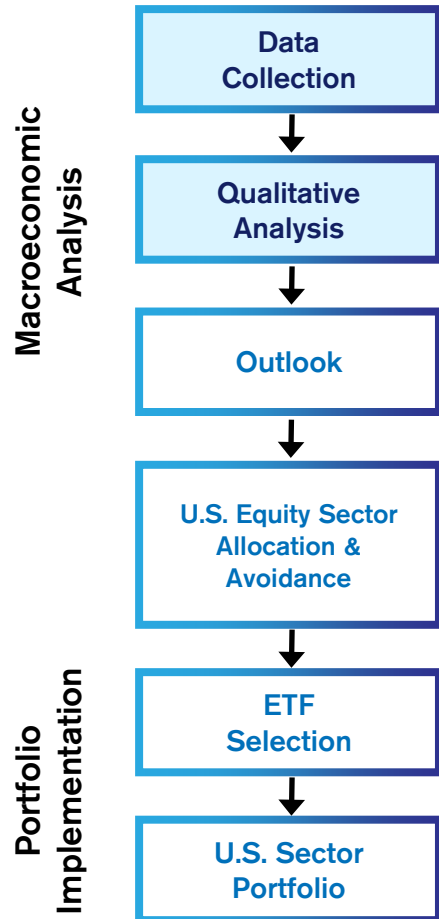 Macroeconomic
Analysis
Data
Collection
Qualitative
Analysis
Outlook
U.S. Equity Sector
Allocation &
Avoidance
Portfolio
Implementation
ETF
Selection
U.S. Sector
Portfolio